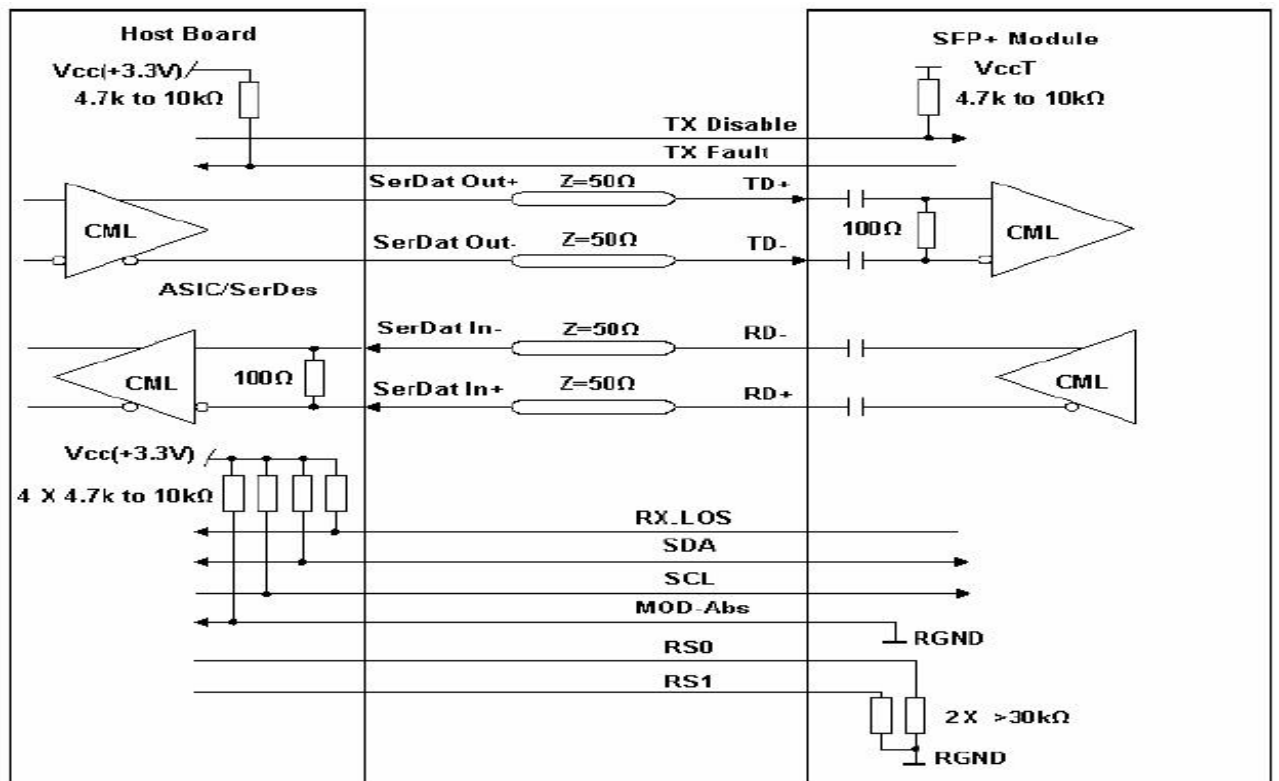 Host Board
SFP+ Module
Vcc(+3.3V)
4.7k to 10kΩ
VccT
4.7k to 10kΩ
TX Disable
TX Fault
SerDat Out+
Z=50Ω
TD+
CML
100Ω
CML
SerDat Out-
Z=50Ω
TD-
ASIC/SerDes
SerDat In-
Z=50Ω
RD-
CML
100Ω
CML
SerDat In+
Z=50Ω
RD+
Vcc(+3.3V)
4 X 4.7k to 10kΩ
RX_LOS
SDA
SCL
MOD-Abs
RGND
RS0
RS1
2X >30kΩ
RGND